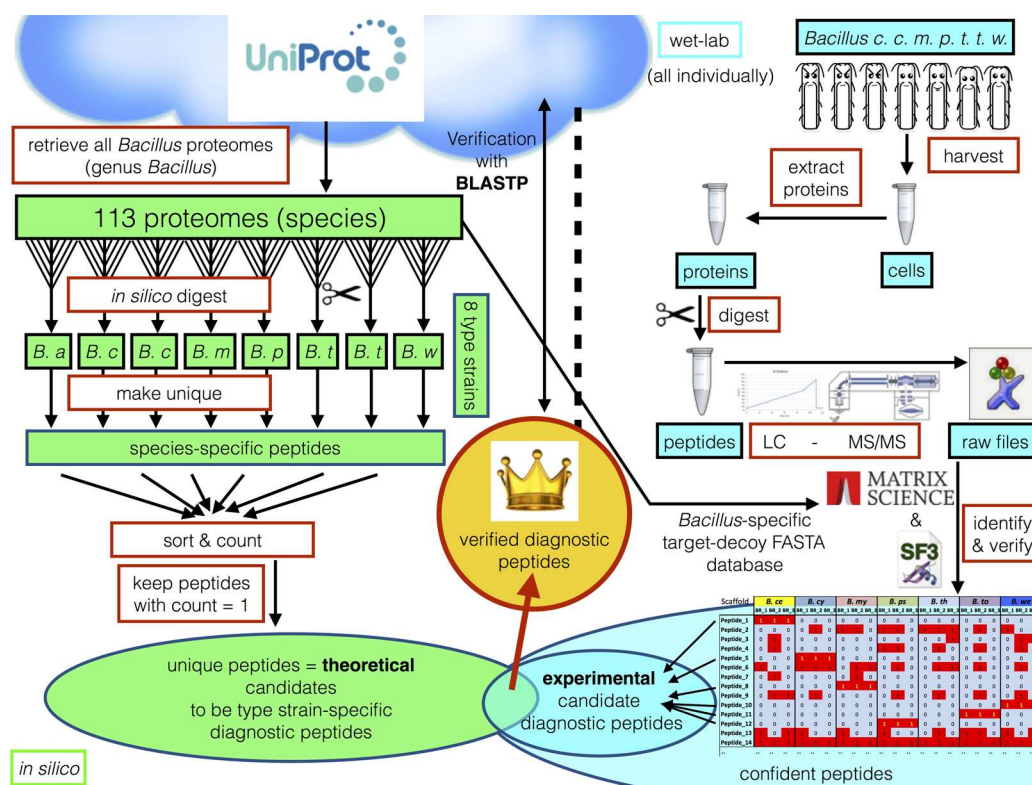 UniProt
wet-lab
(all individually)
Bacillus c. c. m. p. t. t. w.
retrieve all Bacillus proteomes
(genus Bacillus)
Verification
with
BLASTP
extract
proteins
harvest
113 proteomes (species)
proteins
cells
in silico digest
digest
8 type strains
B. a
B. c
B. c
B. m
B. p
B. t
B. t
B. w
make unique
peptides
LC - MS/MS
raw files
species-specific peptides
MATRIX
SCIENCE
&
SF3
Bacillus-specific
target-decoy FASTA
database
identify
& verify
verified diagnostic
peptides
sort & count
keep peptides
with count = 1
Scaffold
B. ce
B. cy
B. my
B. ps
B. th
B. to
B. we
BR_1 BR_2 BR_3
Peptide_1
Peptide_2
Peptide_3
Peptide_4
Peptide_5
Peptide_6
Peptide_7
Peptide_8
Peptide_9
Peptide_10
Peptide_11
Peptide_12
Peptide_13
Peptide_14
unique peptides = theoretical
candidates
to be type strain-specific
diagnostic peptides
experimental
candidate
diagnostic peptides
in silico
confident peptides